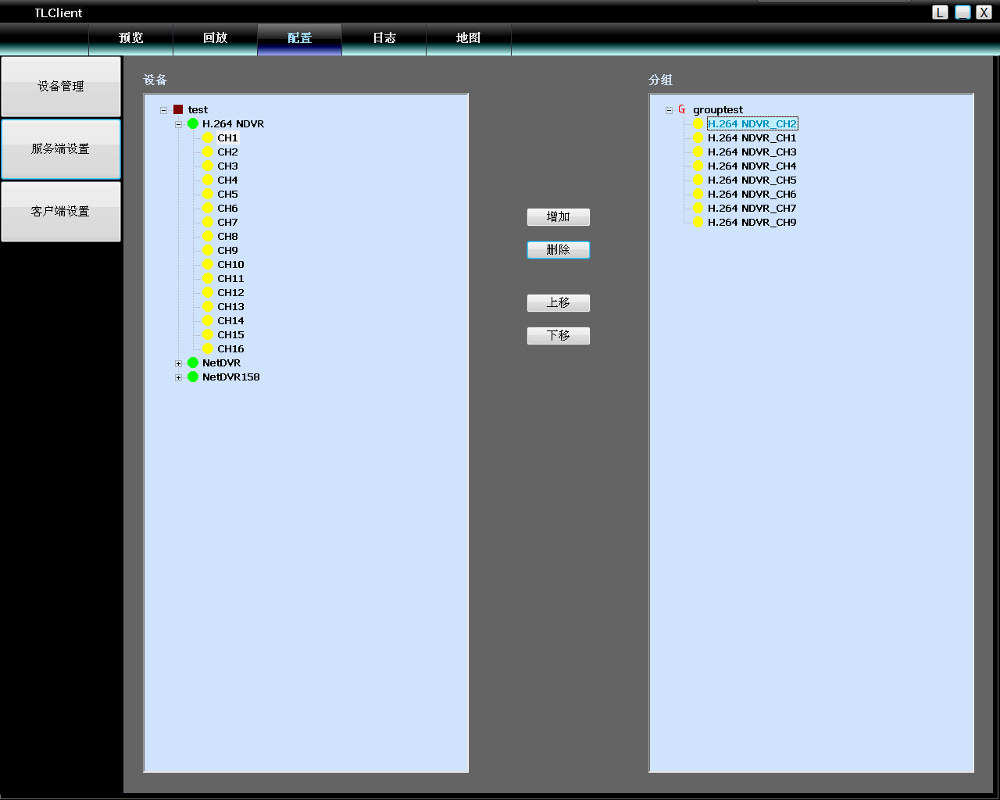 TLClient
L _ X
预览 回放 配置 日志 地图
设备管理
服务端设置
客户端设置
设备
test
H.264 NDVR
CH1
CH2
CH3
CH4
CH5
CH6
CH7
CH8
CH9
CH10
CH11
CH12
CH13
CH14
CH15
CH16
NetDVR
NetDVR158
增加
删除
上移
下移
分组
G grouptest
H.264 NDVR_CH2
H.264 NDVR_CH1
H.264 NDVR_CH3
H.264 NDVR_CH4
H.264 NDVR_CH5
H.264 NDVR_CH6
H.264 NDVR_CH7
H.264 NDVR_CH9